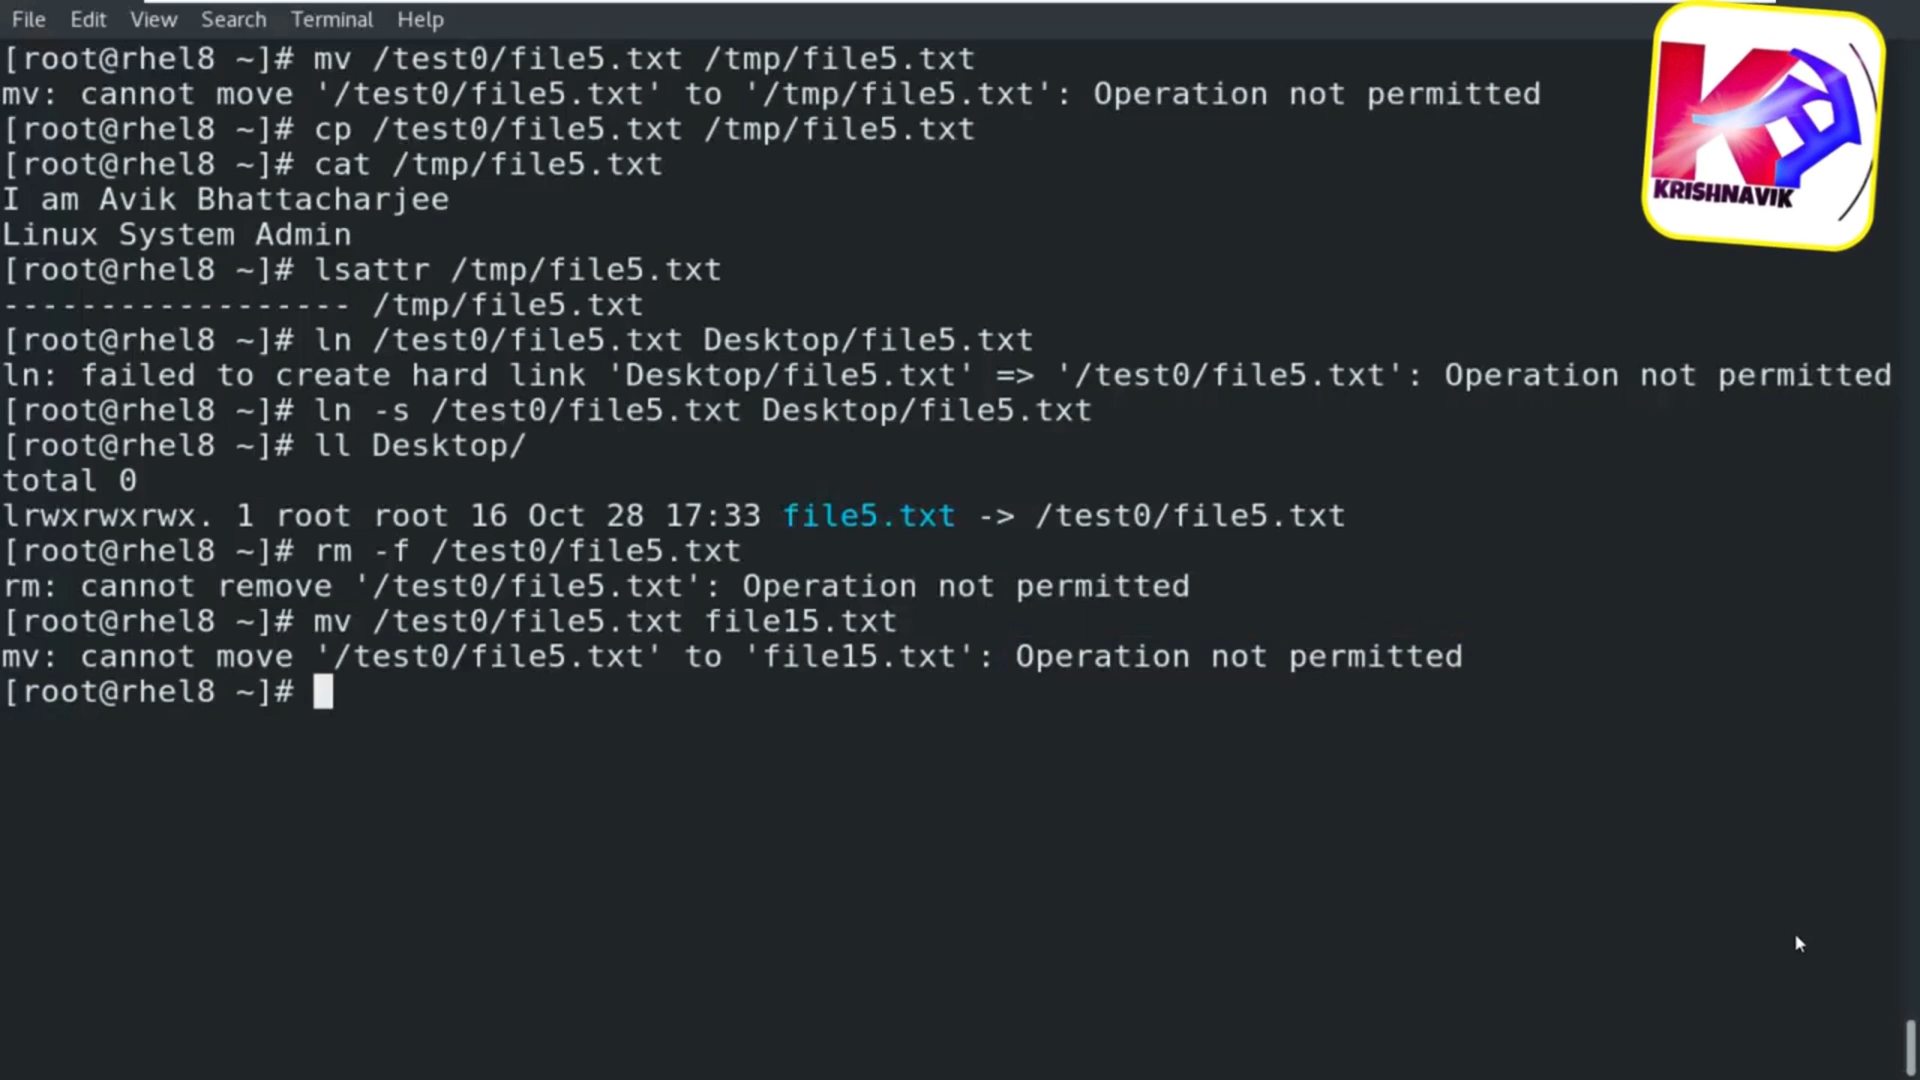 File Edit View Search Terminal Help
[root@rhel8 ~]# mv /test0/file5.txt /tmp/file5.txt
mv: cannot move '/test0/file5.txt' to '/tmp/file5.txt': Operation not permitted
[root@rhel8 ~]# cp /test0/file5.txt /tmp/file5.txt
[root@rhel8 ~]# cat /tmp/file5.txt
I am Avik Bhattacharjee
Linux System Admin
[root@rhel8 ~]# lsattr /tmp/file5.txt
------------------ /tmp/file5.txt
[root@rhel8 ~]# ln /test0/file5.txt Desktop/file5.txt
ln: failed to create hard link 'Desktop/file5.txt' => '/test0/file5.txt': Operation not permitted
[root@rhel8 ~]# ln -s /test0/file5.txt Desktop/file5.txt
[root@rhel8 ~]# ll Desktop/
total 0
lrwxrwxrwx. 1 root root 16 Oct 28 17:33 file5.txt -> /test0/file5.txt
[root@rhel8 ~]# rm -f /test0/file5.txt
rm: cannot remove '/test0/file5.txt': Operation not permitted
[root@rhel8 ~]# mv /test0/file5.txt file15.txt
mv: cannot move '/test0/file5.txt' to 'file15.txt': Operation not permitted
[root@rhel8 ~]#
KRISHNAVIK